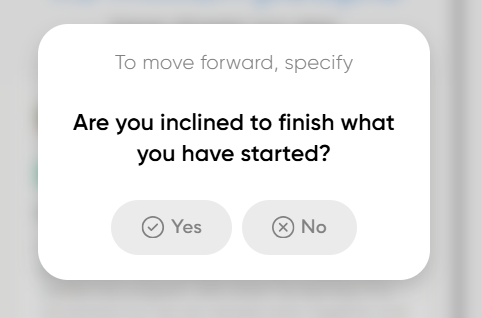 To move forward, specify
Are you inclined to finish what
you have started?
Yes
No